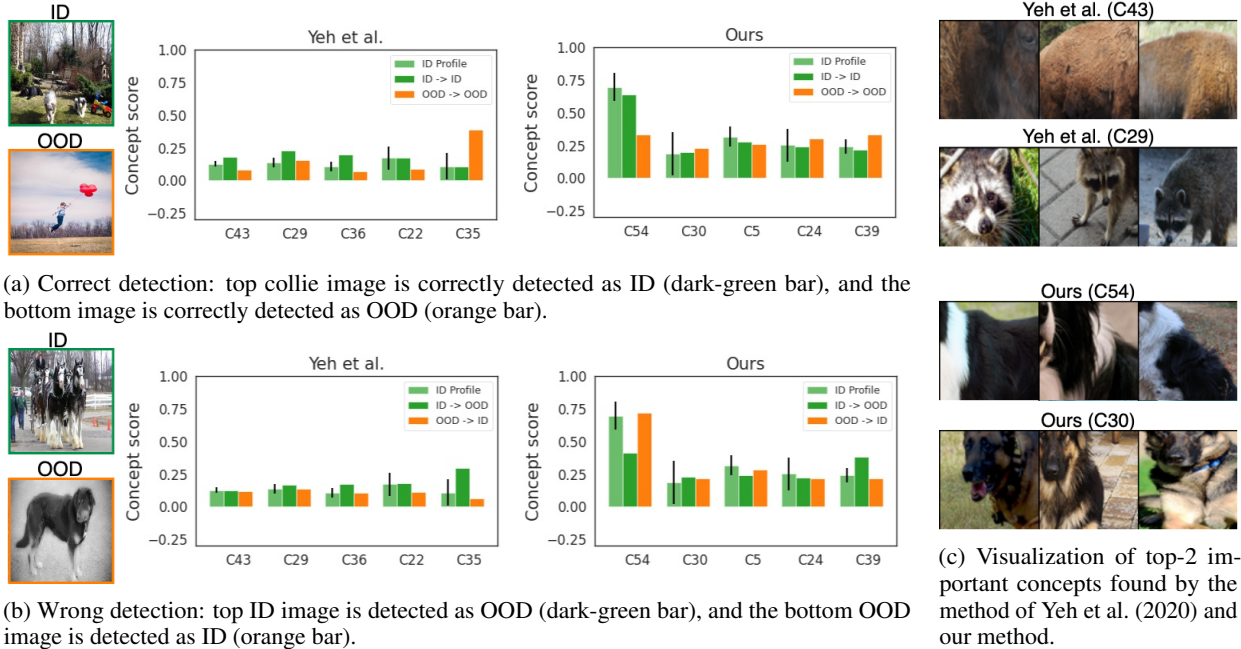 ID
OOD
Yeh et al.
1.00
0.75
0.50
0.25
0.00
−0.25
Concept score
ID Profile
ID -> ID
OOD -> OOD
C43
C29
C36
C22
C35
Ours
1.00
0.75
0.50
0.25
0.00
−0.25
Concept score
ID Profile
ID -> ID
OOD -> OOD
C54
C30
C5
C24
C39
(a) Correct detection: top collie image is correctly detected as ID (dark-green bar), and the
bottom image is correctly detected as OOD (orange bar).
ID
OOD
Yeh et al.
1.00
0.75
0.50
0.25
0.00
−0.25
Concept score
ID Profile
ID -> OOD
OOD -> ID
C43
C29
C36
C22
C35
Ours
1.00
0.75
0.50
0.25
0.00
−0.25
Concept score
ID Profile
ID -> OOD
OOD -> ID
C54
C30
C5
C24
C39
(b) Wrong detection: top ID image is detected as OOD (dark-green bar), and the bottom OOD
image is detected as ID (orange bar).
Yeh et al. (C43)
Yeh et al. (C29)
Ours (C54)
Ours (C30)
(c) Visualization of top-2 im-
portant concepts found by the
method of Yeh et al. (2020) and
our method.